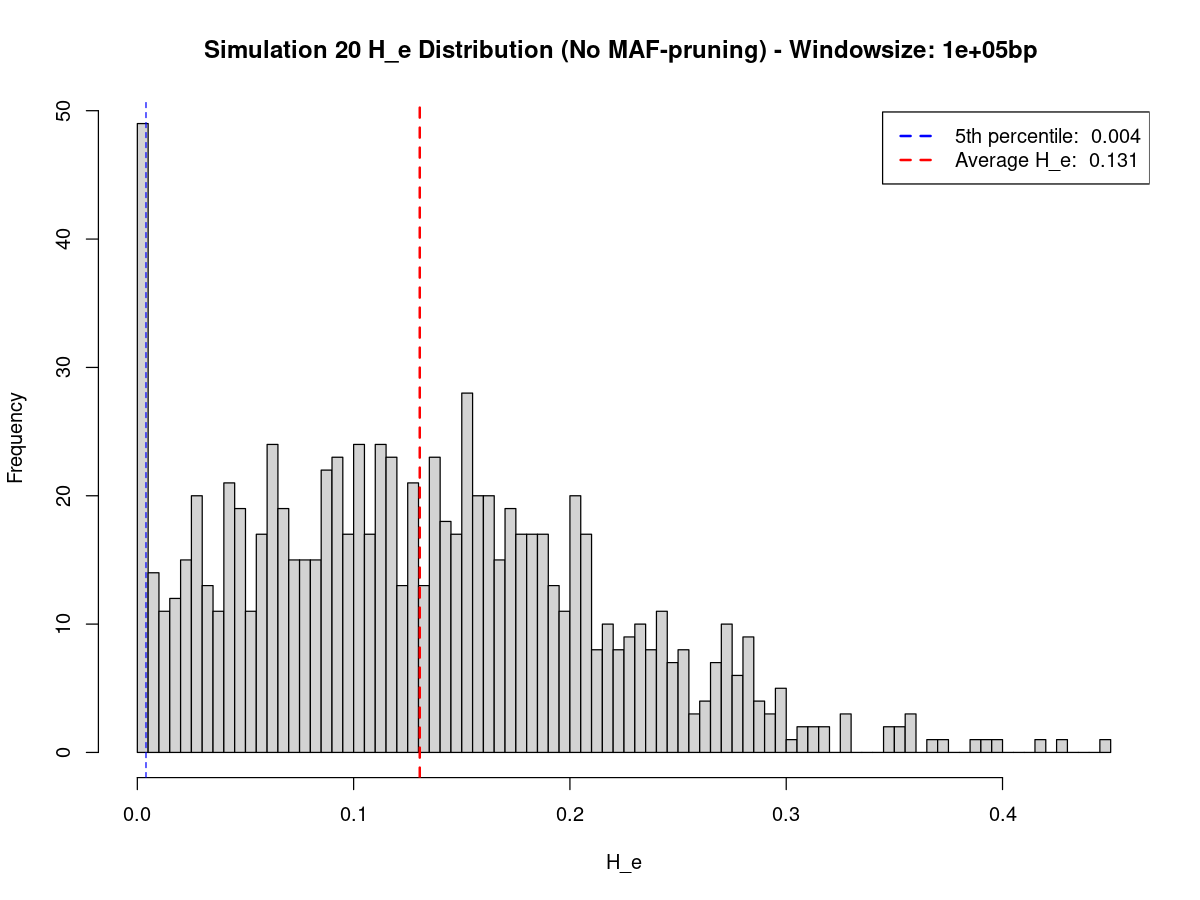 Simulation 20 H_e Distribution (No MAF-pruning) - Windowsize: 1e+05bp
5th percentile: 0.004
Average H_e: 0.131
Frequency
50
40
30
20
10
0
0.0 0.1 0.2 0.3 0.4
H_e